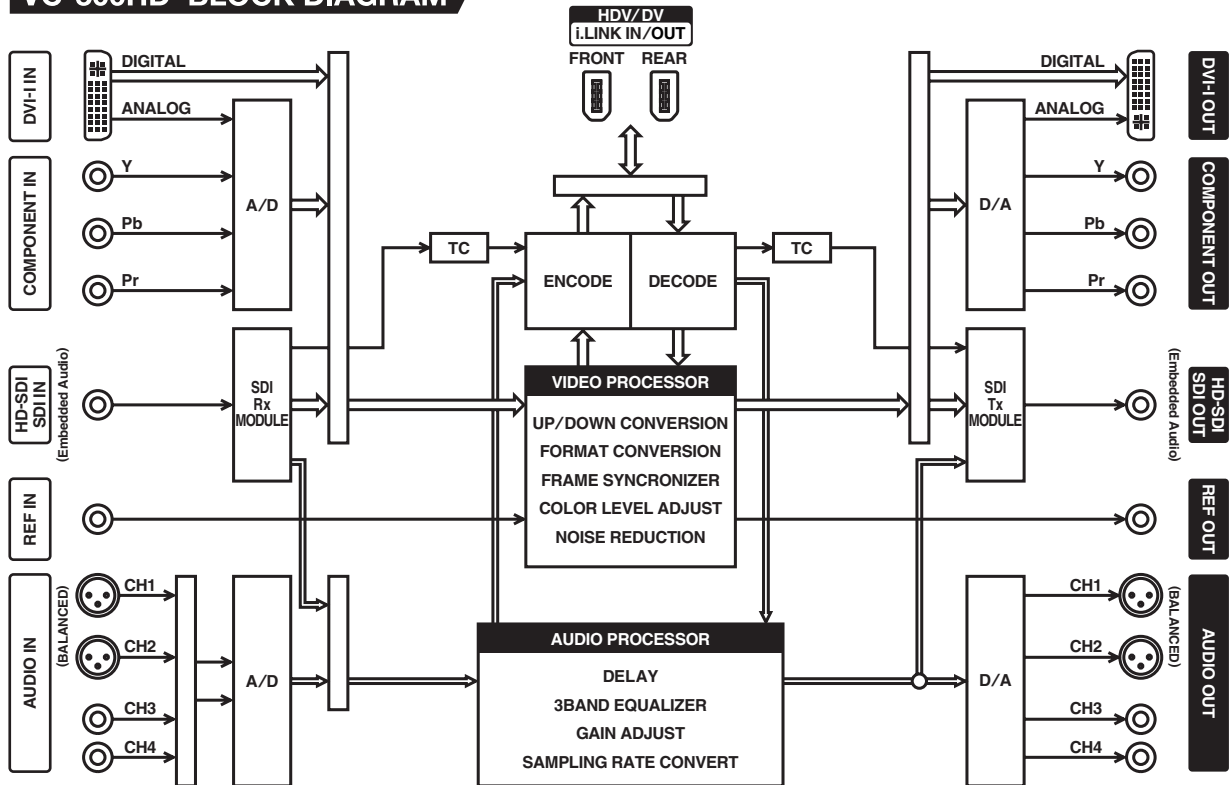 VC-300HD BLOCK DIAGRAM
HDV/DV
i.LINK IN/OUT
FRONT REAR
DVI-I IN
DIGITAL
ANALOG
COMPONENT IN
Y
Pb
Pr
A/D
HD-SDI
SDI IN
(Embedded Audio)
SDI
Rx
MODULE
REF IN
AUDIO IN
(BALANCED)
CH1
CH2
CH3
CH4
A/D
TC
ENCODE
DECODE
TC
VIDEO PROCESSOR
UP/DOWN CONVERSION
FORMAT CONVERSION
FRAME SYNCRONIZER
COLOR LEVEL ADJUST
NOISE REDUCTION
AUDIO PROCESSOR
DELAY
3BAND EQUALIZER
GAIN ADJUST
SAMPLING RATE CONVERT
DIGITAL
ANALOG
DVI-I OUT
D/A
Y
Pb
Pr
COMPONENT OUT
SDI
Tx
MODULE
HD-SDI
SDI OUT
(Embedded Audio)
REF OUT
D/A
CH1
CH2
CH3
CH4
(BALANCED)
AUDIO OUT